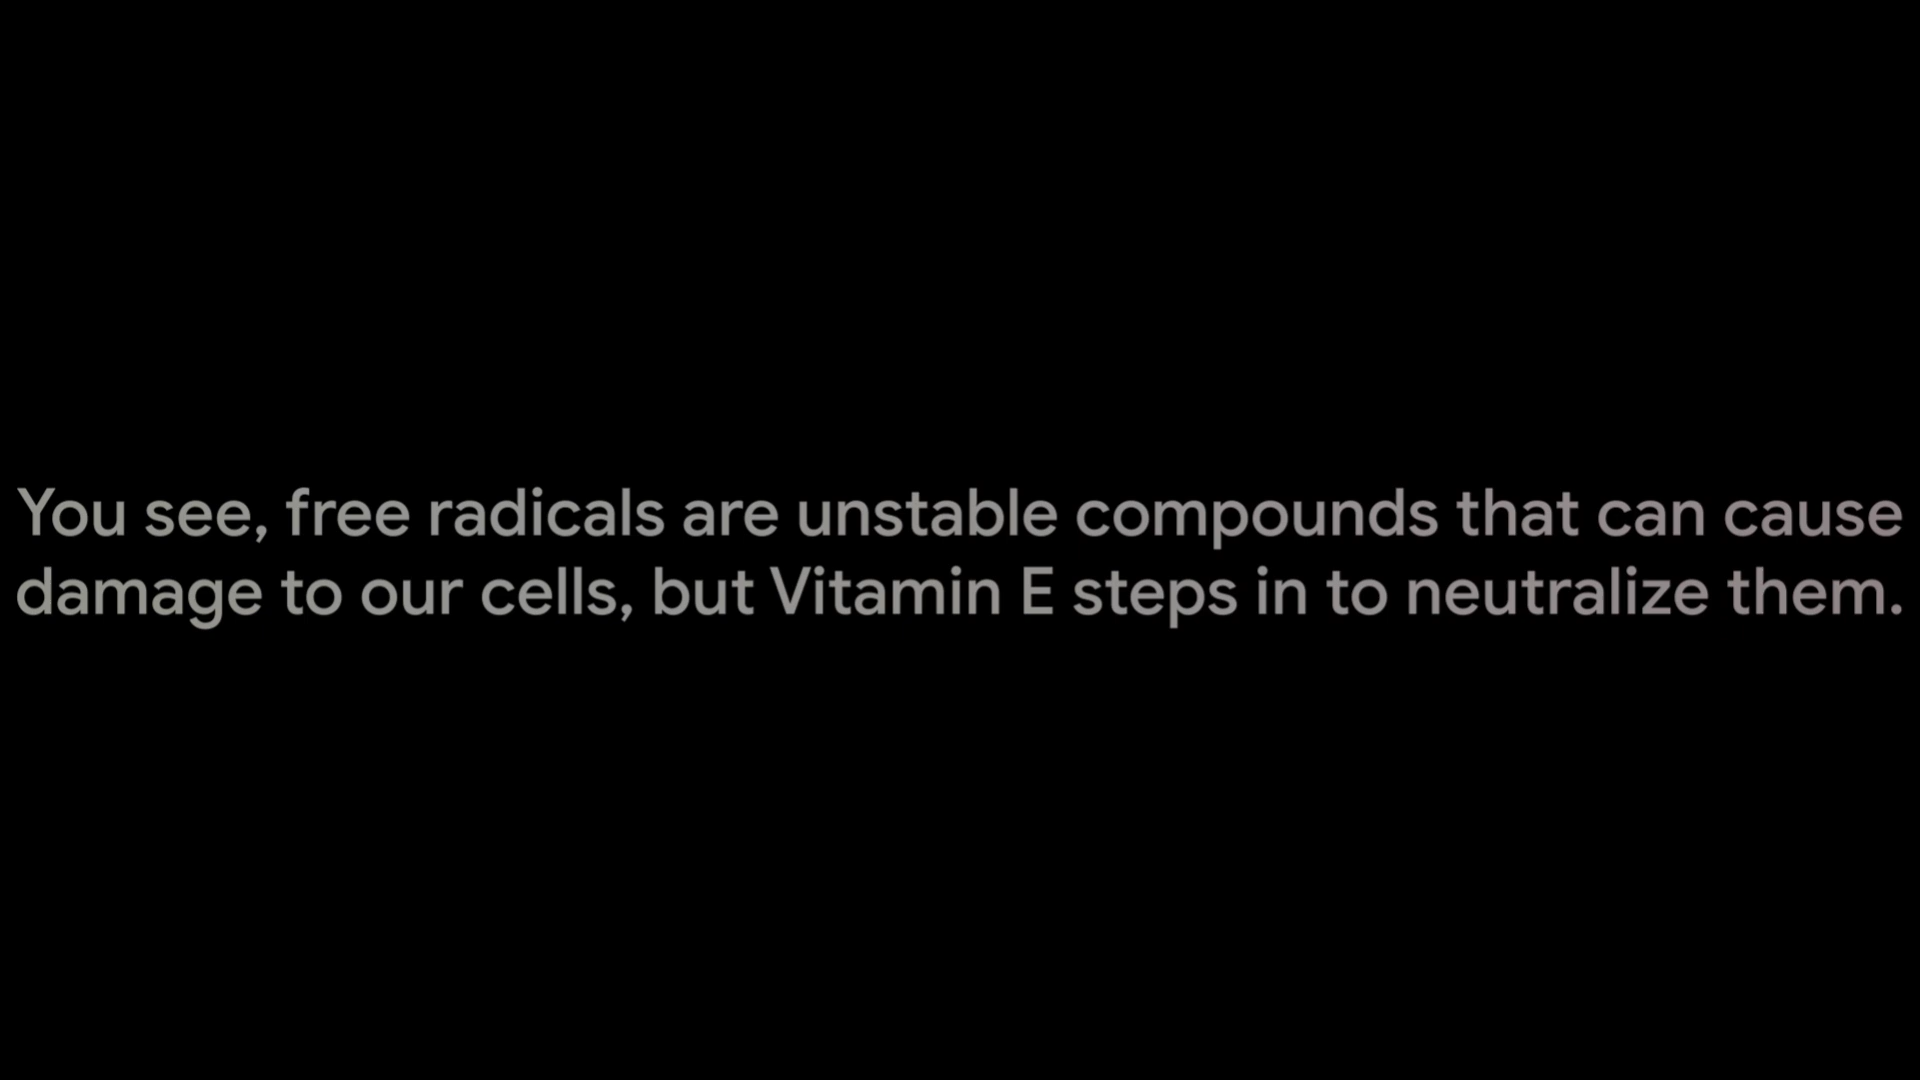 You see, free radicals are unstable compounds that can cause
damage to our cells, but Vitamin E steps in to neutralize them.